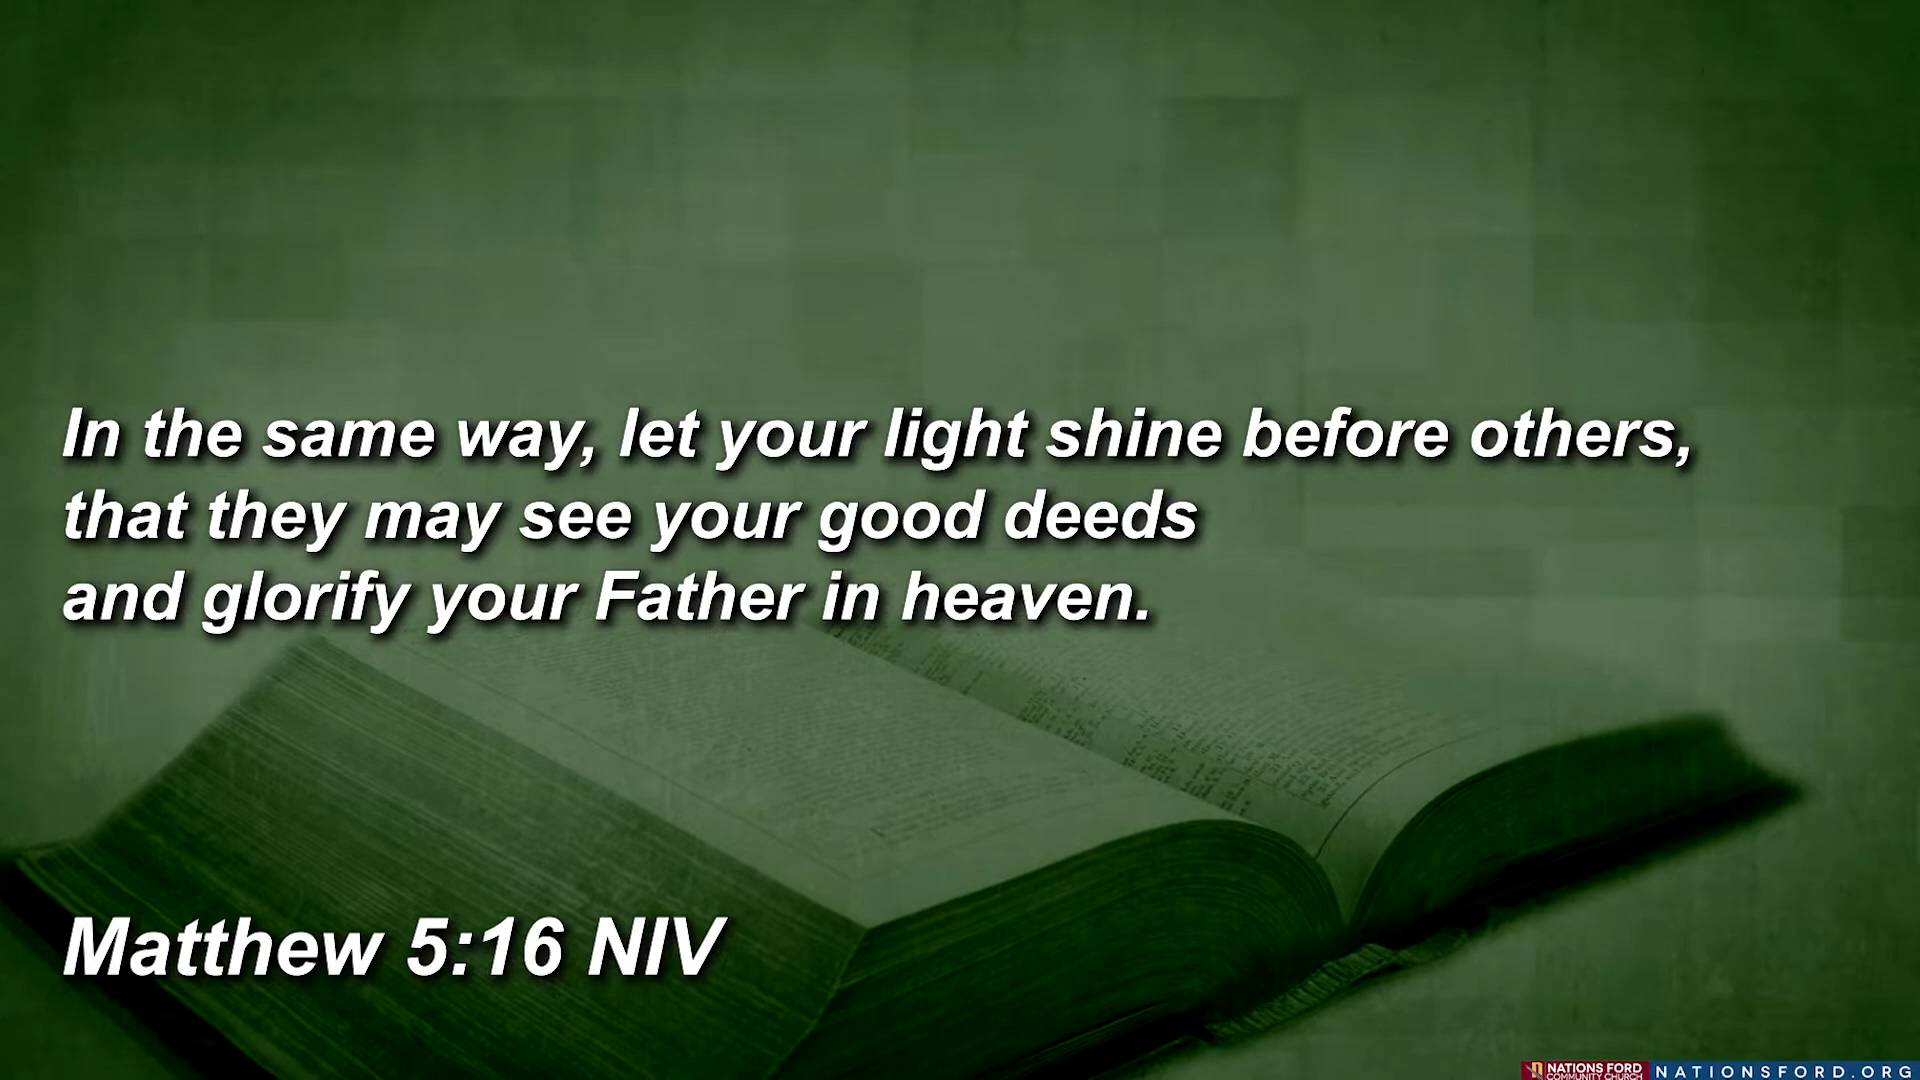 In the same way, let your light shine before others,
that they may see your good deeds
and glorify your Father in heaven.
Matthew 5:16 NIV
NATIONS FORD
COMMUNITY CHURCH
NATIONSFORD.ORG